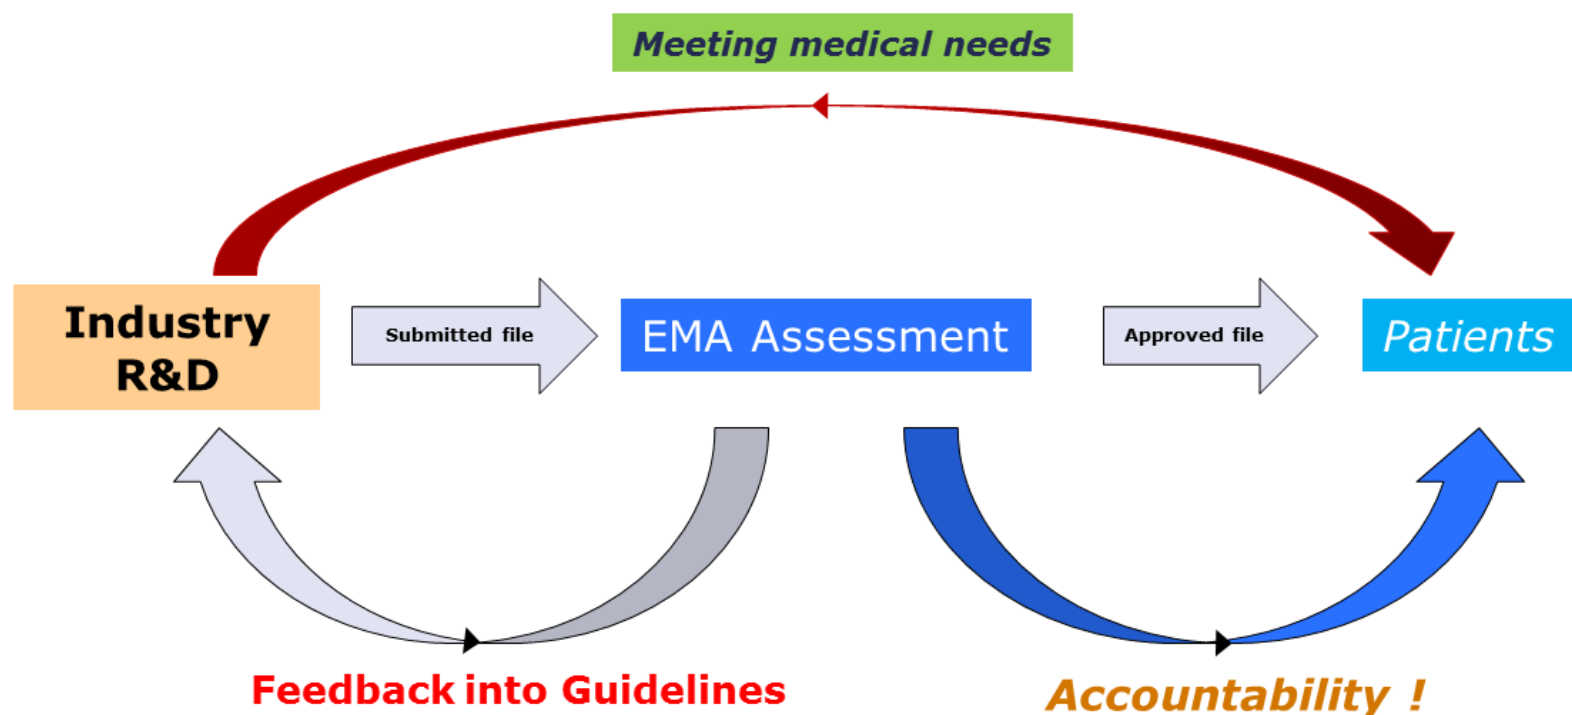 Meeting medical needs
Industry
R&D
Submitted file
EMA Assessment
Approved file
Patients
Feedback into Guidelines
Accountability !